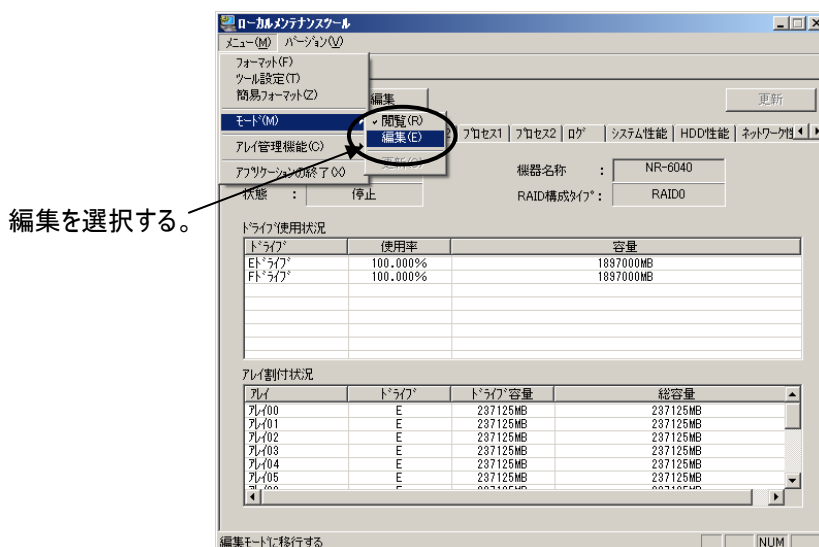 ローカルメンテナンスツール
メニュー(M) バージョン(V)
フォーマット(F)
ツール設定(T)
簡易フォーマット(Z)
モード(M)
アレイ管理機能(C)
アプリケーションの終了(X)
閲覧(R)
編集(E)
更新(O)
編集
更新
プロセス1 プロセス2 ログ システム性能 HDD性能 ネットワーク性
機器名称 : NR-6040
状態 : 停止 RAID構成タイプ : RAID0
編集を選択する。
ドライブ使用状況
ドライブ 使用率 容量
Eドライブ 100.000% 1897000MB
Fドライブ 100.000% 1897000MB
アレイ割付状況
アレイ ドライブ ドライブ容量 総容量
アレイ00 E 237125MB 237125MB
アレイ01 E 237125MB 237125MB
アレイ02 E 237125MB 237125MB
アレイ03 E 237125MB 237125MB
アレイ04 E 237125MB 237125MB
アレイ05 E 237125MB 237125MB
編集モードに移行する NUM